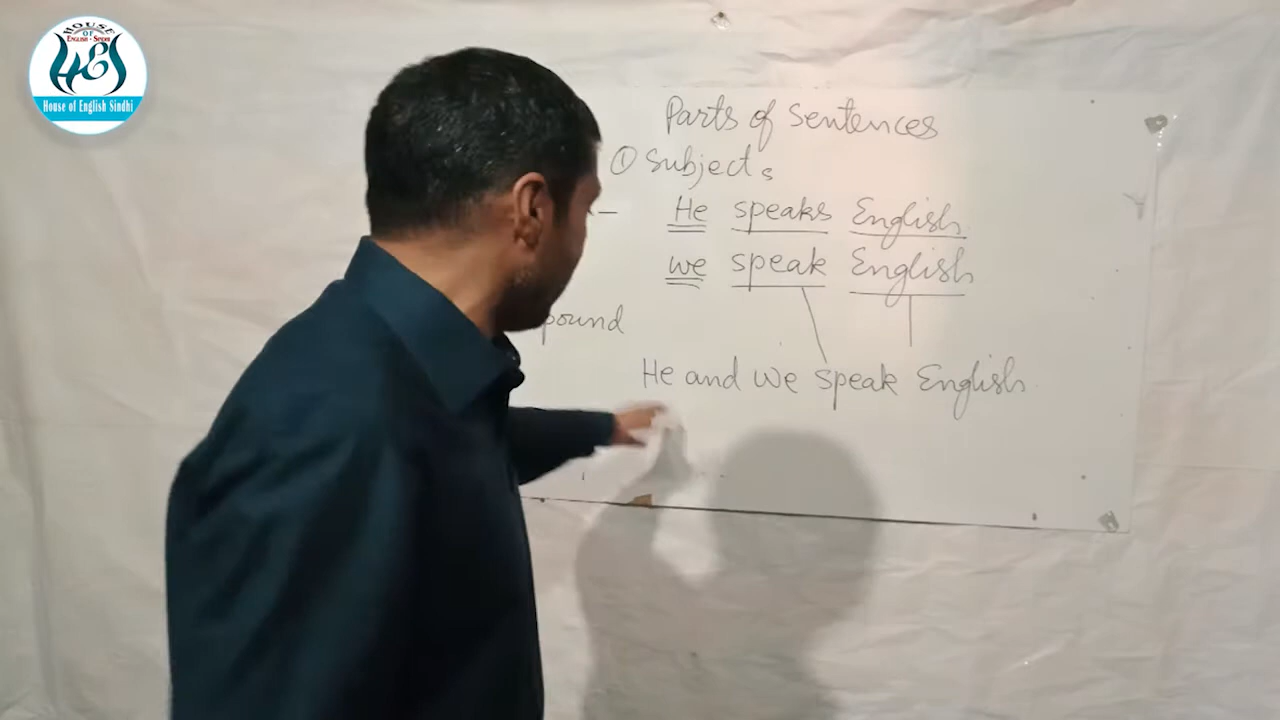 HOUSE
OF
ENGLISH - SINDHI
HES
House of English Sindhi
Parts of Sentences
① Subjects
He speaks English
we speak English
pound
He and we speak English